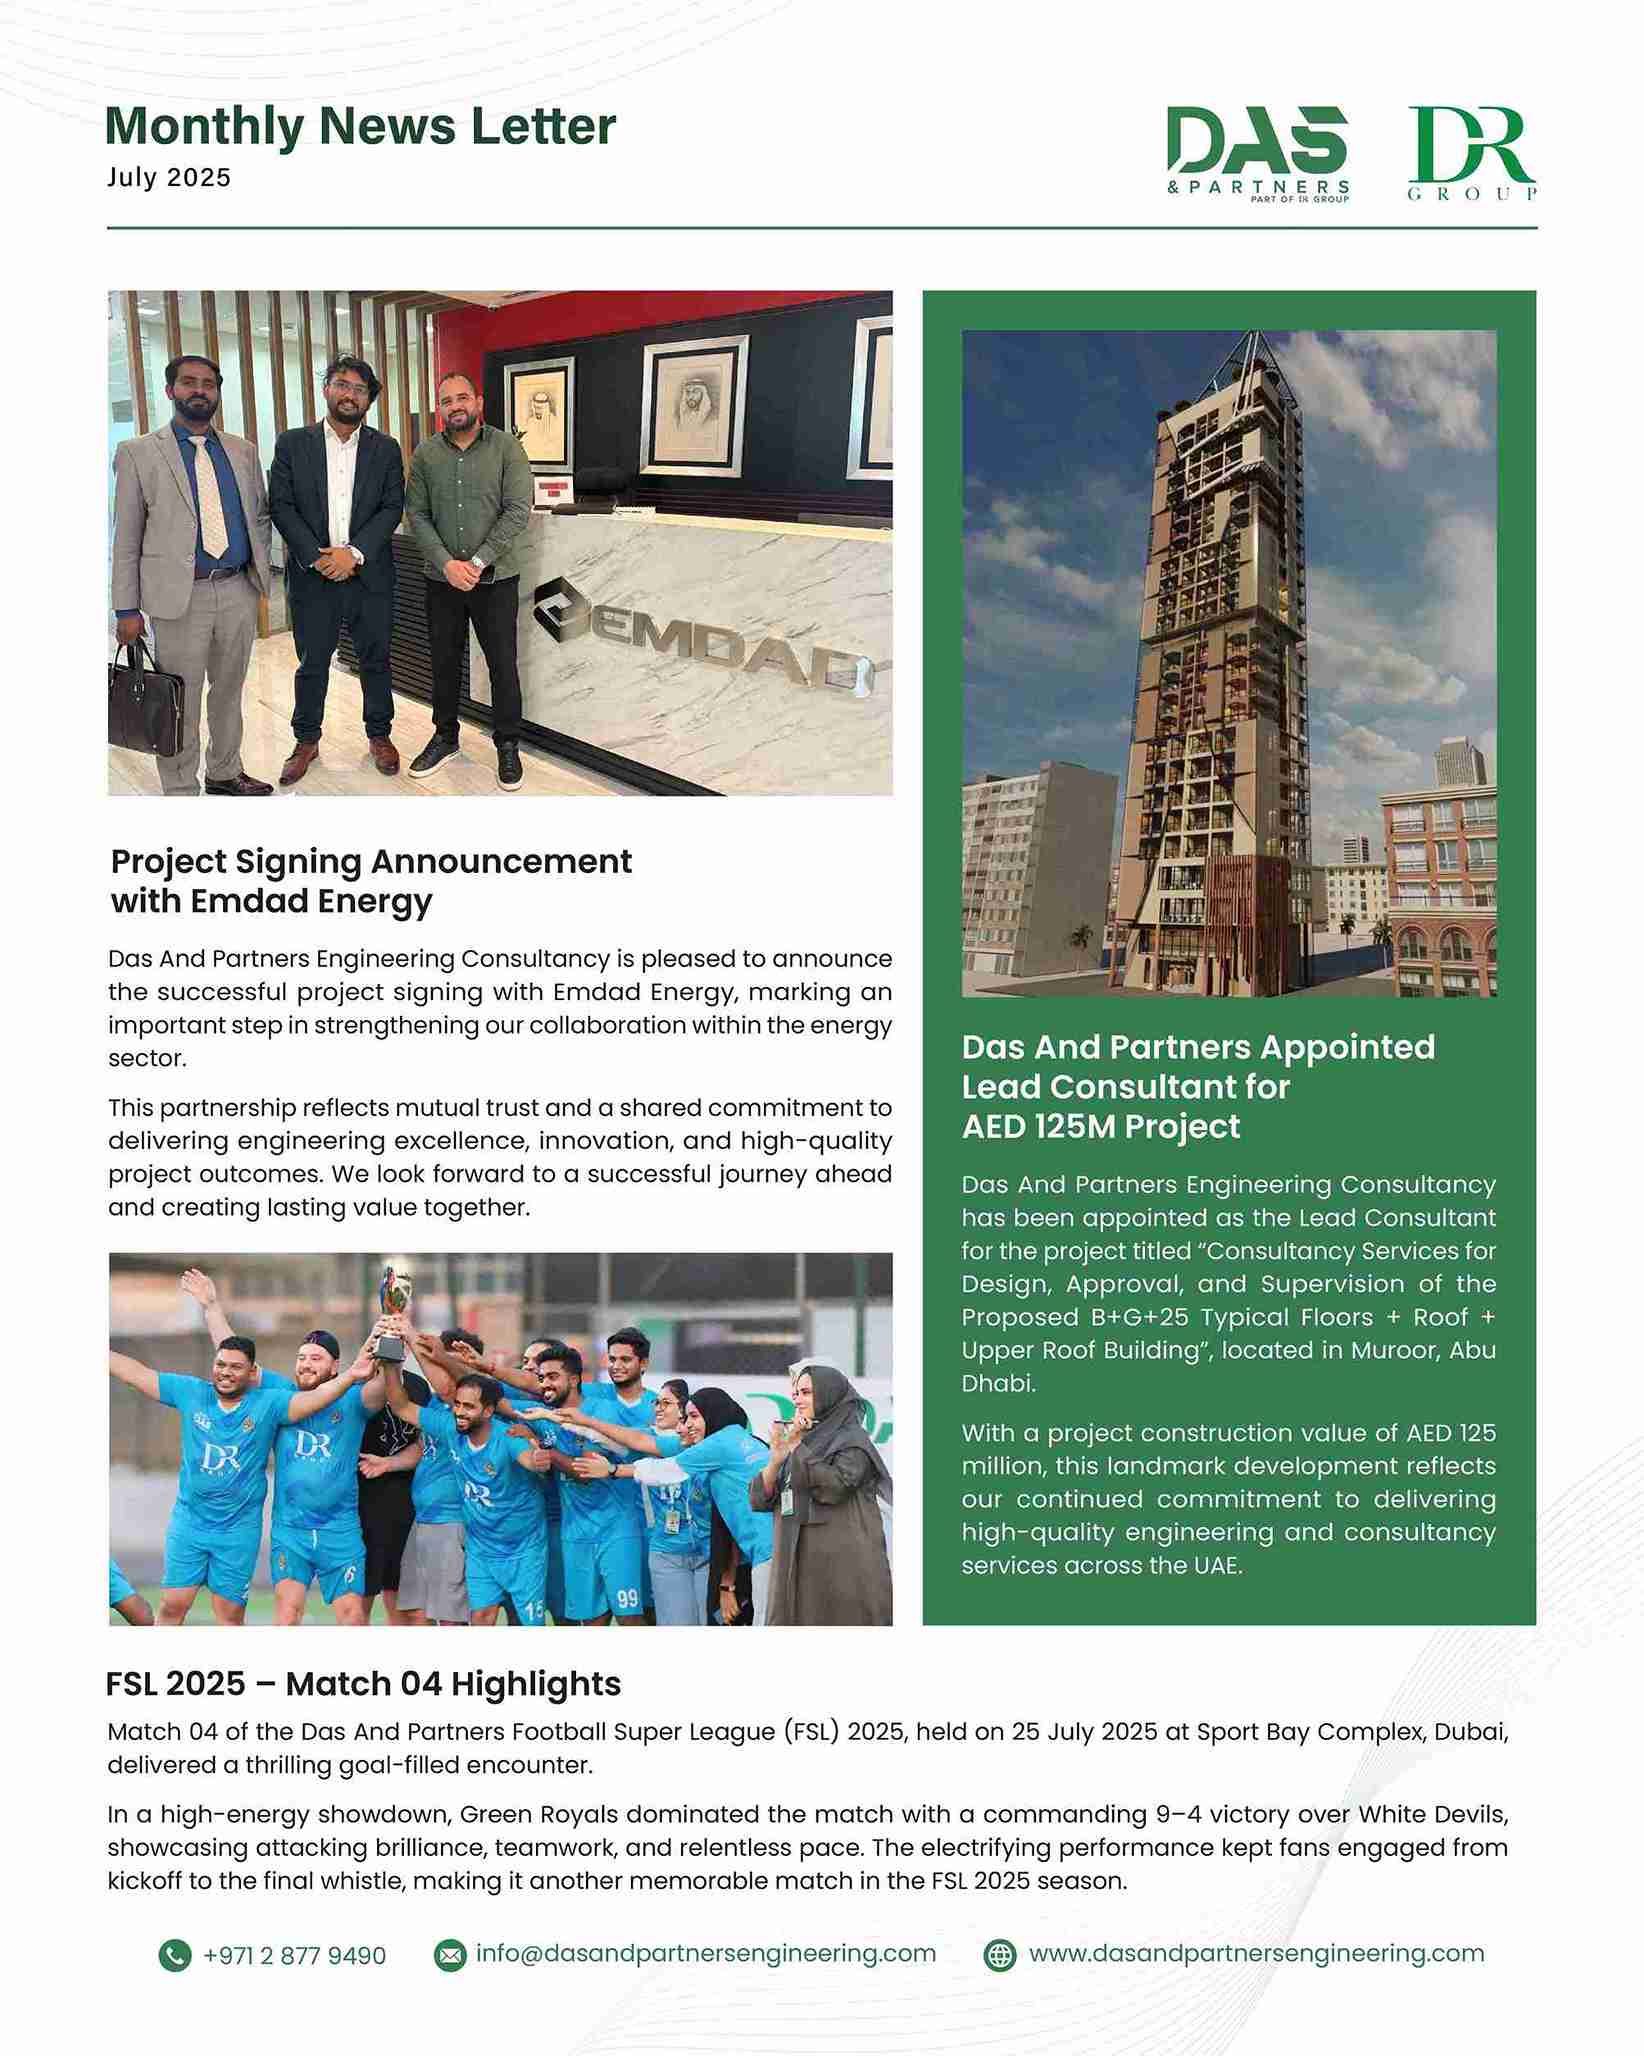 Monthly News Letter
July 2025
DAS
& PARTNERS
PART OF
GROUP
DR
GROUP
EMDAD
Project Signing Announcement
with Emdad Energy
Das And Partners Engineering Consultancy is pleased to announce
the successful project signing with Emdad Energy, marking an
important step in strengthening our collaboration within the energy
sector.
This partnership reflects mutual trust and a shared commitment to
delivering engineering excellence, innovation, and high-quality
project outcomes. We look forward to a successful journey ahead
and creating lasting value together.
DR
GROUP
DR
DR
6
15
99
Das And Partners Appointed
Lead Consultant for
AED 125M Project
Das And Partners Engineering Consultancy
has been appointed as the Lead Consultant
for the project titled “Consultancy Services for
Design, Approval, and Supervision of the
Proposed B+G+25 Typical Floors + Roof +
Upper Roof Building”, located in Muroor, Abu
Dhabi.
With a project construction value of AED 125
million, this landmark development reflects
our continued commitment to delivering
high-quality engineering and consultancy
services across the UAE.
FSL 2025 – Match 04 Highlights
Match 04 of the Das And Partners Football Super League (FSL) 2025, held on 25 July 2025 at Sport Bay Complex, Dubai,
delivered a thrilling goal-filled encounter.
In a high-energy showdown, Green Royals dominated the match with a commanding 9–4 victory over White Devils,
showcasing attacking brilliance, teamwork, and relentless pace. The electrifying performance kept fans engaged from
kickoff to the final whistle, making it another memorable match in the FSL 2025 season.
+971 2 877 9490
info@dasandpartnersengineering.com
www.dasandpartnersengineering.com